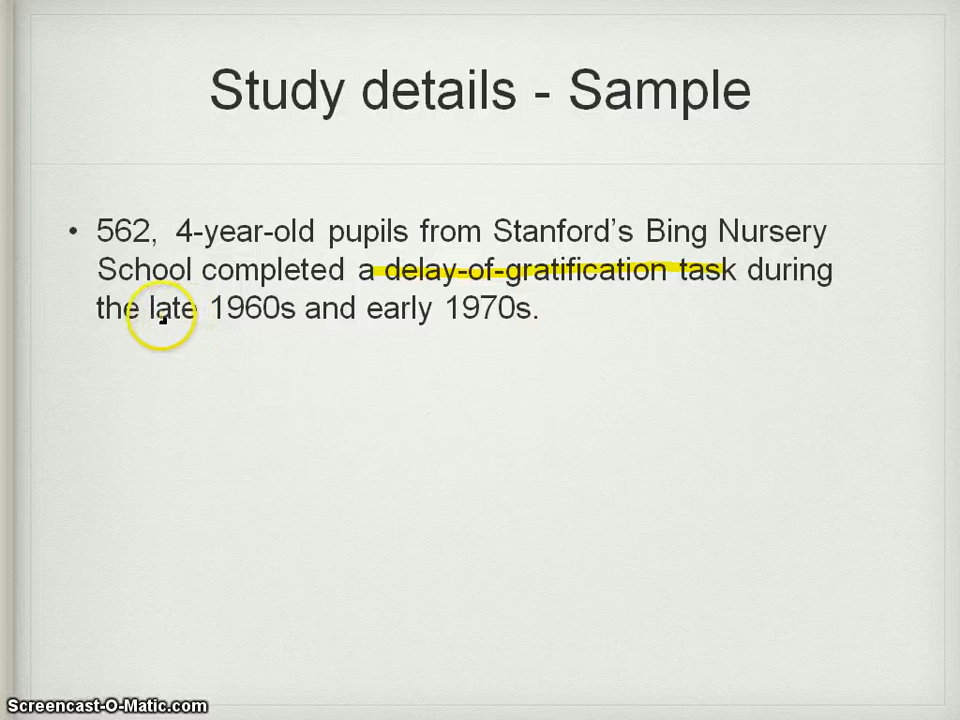 Study details - Sample
• 562, 4-year-old pupils from Stanford's Bing Nursery
School completed a delay-of-gratification task during
the late 1960s and early 1970s.
Screencast-O-Matic.com